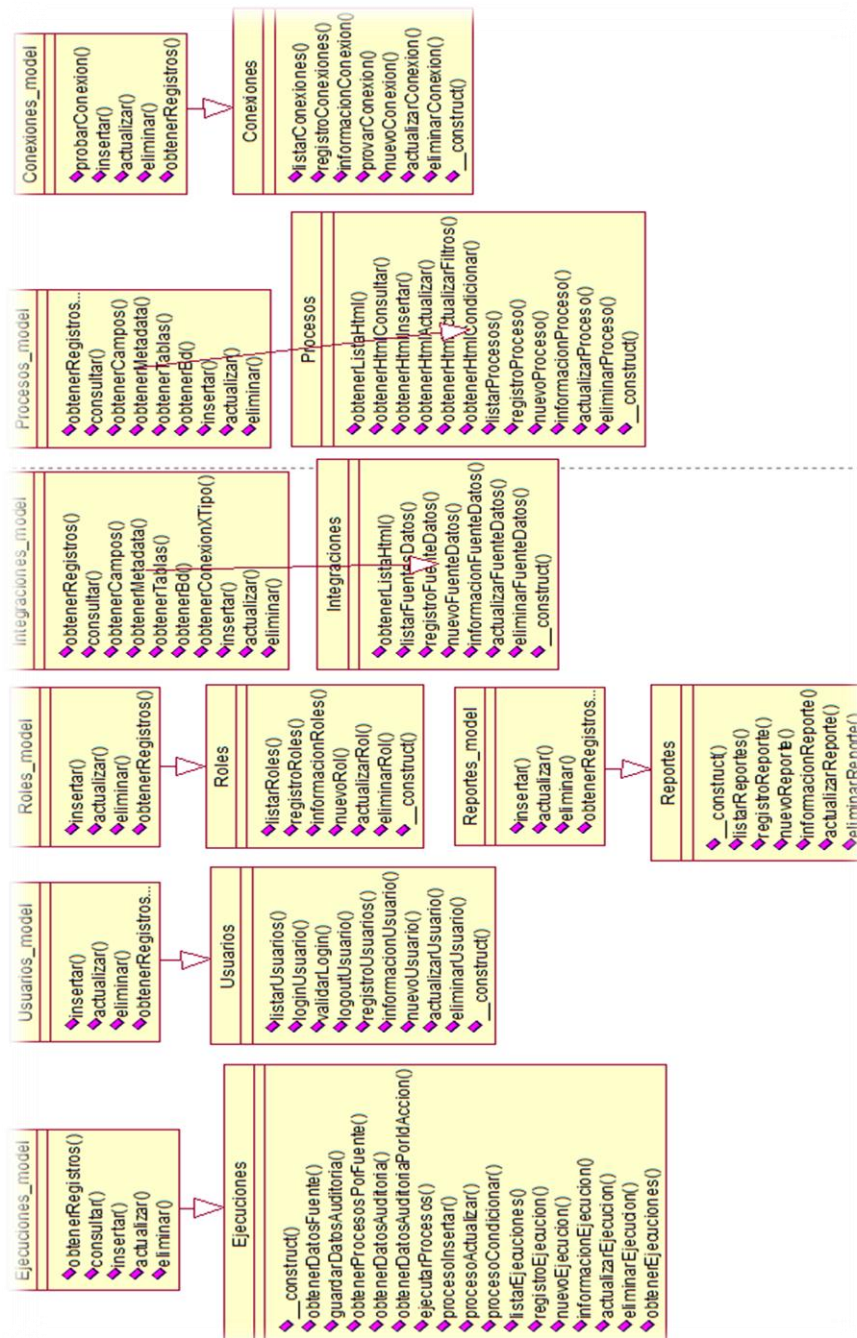 Ejecuciones_model
obtenerRegistros()
consultar()
insertar()
actualizar()
eliminar()
Ejecuciones
__construct()
obtenerDatosFuente()
guardarDatosAuditoria()
obtenerProcesosPorFuente()
obtenerDatosAuditoria()
obtenerDatosAuditoriaPorIdAccion()
ejecutarProcesos()
procesoInsertar()
procesoActualizar()
procesoCondicionar()
listarEjecuciones()
registroEjecucion()
nuevoEjecucion()
informacionEjecucion()
actualizarEjecucion()
eliminarEjecucion()
obtenerEjecuciones()
Usuarios_model
insertar()
actualizar()
eliminar()
obtenerRegistros...
Usuarios
listarUsuarios()
loginUsuario()
validarLogin()
logoutUsuario()
registroUsuarios()
informacionUsuario()
nuevoUsuario()
actualizarUsuario()
eliminarUsuario()
__construct()
Roles_model
insertar()
actualizar()
eliminar()
obtenerRegistros()
Roles
listarRoles()
registroRoles()
informacionRoles()
nuevoRol()
actualizarRol()
eliminarRol()
__construct()
Reportes_model
insertar()
actualizar()
eliminar()
obtenerRegistros...
Reportes
__construct()
listarReportes()
registroReporte()
nuevoReporte()
informacionReporte()
actualizarReporte()
eliminarReporte()
Integraciones_model
obtenerRegistros()
consultar()
obtenerCampos()
obtenerMetadata()
obtenerTablas()
obtenerBd()
obtenerConexionXTipo()
insertar()
actualizar()
eliminar()
Integraciones
obtenerListaHtml()
listarFuentesDatos()
registroFuenteDatos()
nuevoFuenteDatos()
informacionFuenteDatos()
actualizarFuenteDatos()
eliminarFuenteDatos()
__construct()
Procesos_model
obtenerRegistros...
consultar()
obtenerCampos()
obtenerMetadata()
obtenerTablas()
obtenerBd()
insertar()
actualizar()
eliminar()
Procesos
obtenerListaHtml()
obtenerHtmlConsultar()
obtenerHtmlInsertar()
obtenerHtmlActualizar()
obtenerHtmlActualizarFiltros()
obtenerHtmlCondicionar()
listarProcesos()
registroProceso()
nuevoProceso()
informacionProceso()
actualizarProceso()
eliminarProceso()
__construct()
Conexiones_model
probarConexion()
insertar()
actualizar()
eliminar()
obtenerRegistros()
Conexiones
listarConexiones()
registroConexiones()
informacionConexion()
provarConexion()
nuevoConexion()
actualizarConexion()
eliminarConexion()
__construct()